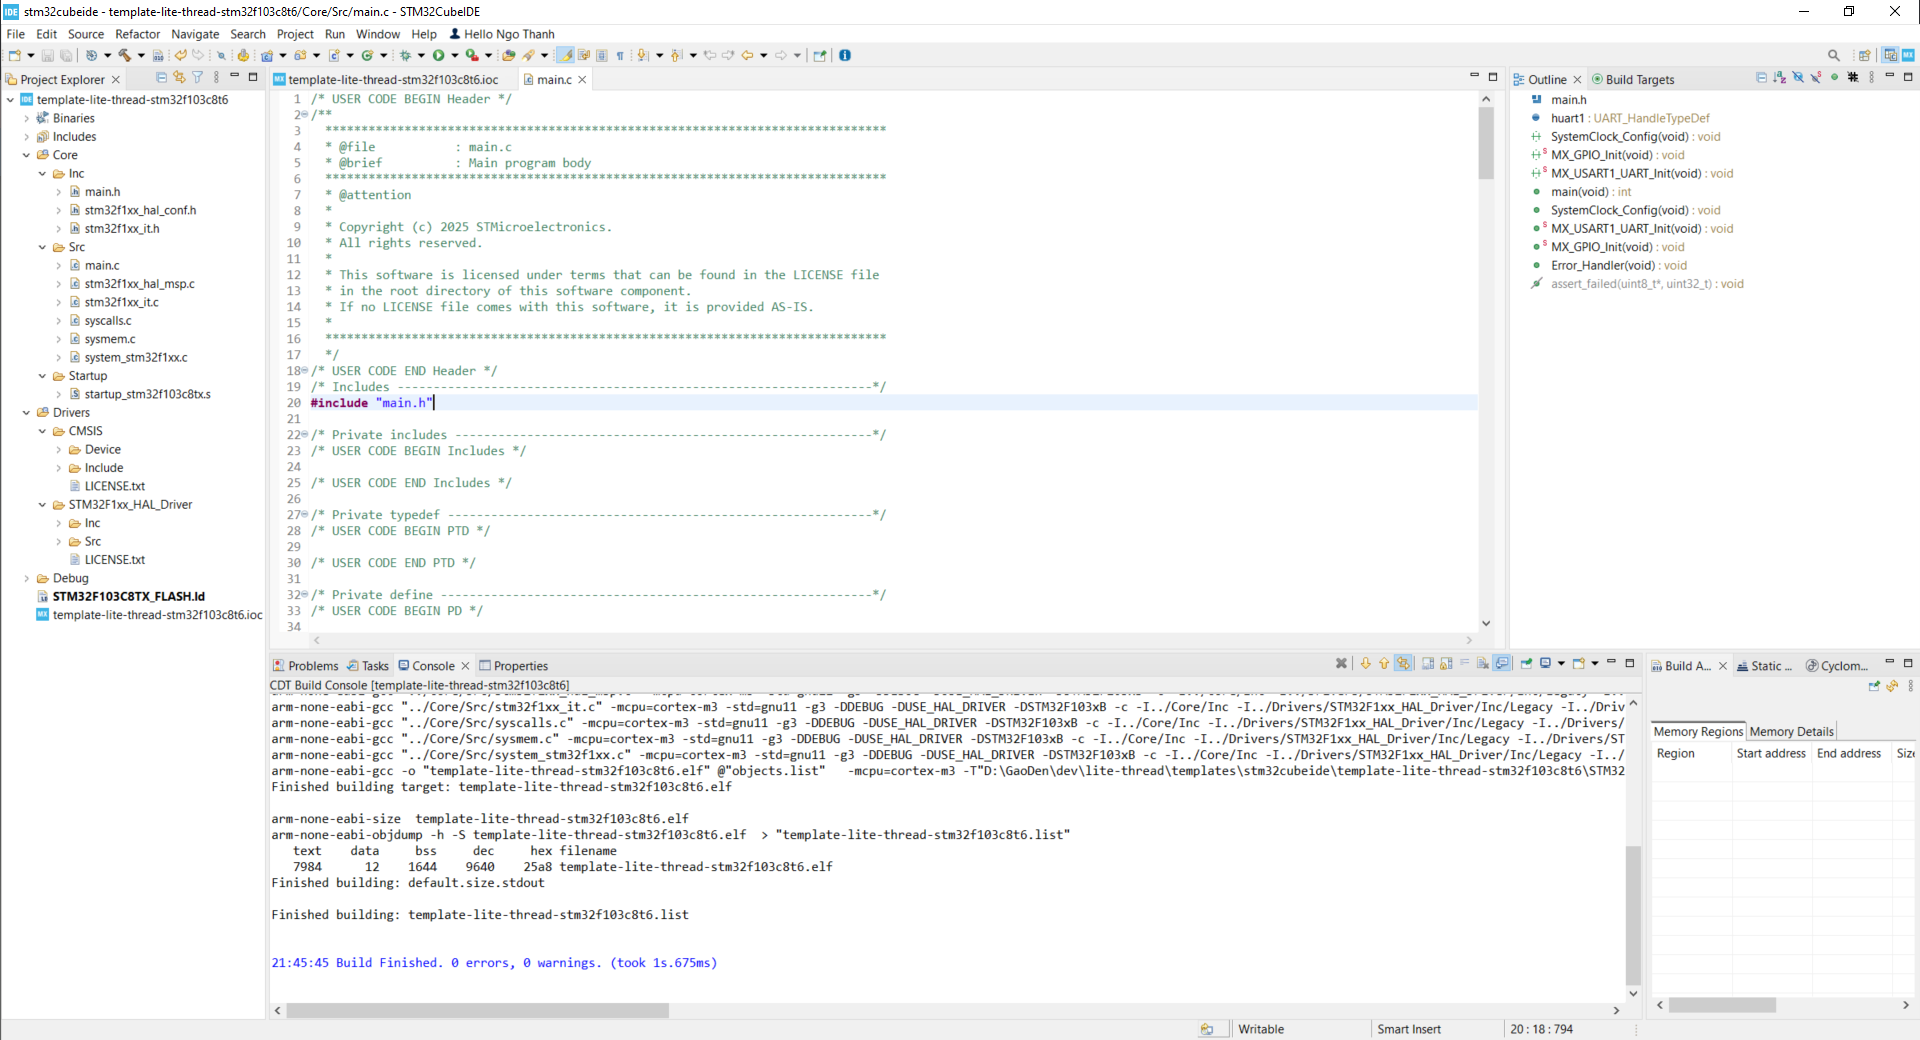 stm32cubeide - template-lite-thread-stm32f103c8t6/Core/Src/main.c - STM32CubeIDE
File Edit Source Refactor Navigate Search Project Run Window Help Hello Ngo Thanh
Project Explorer
template-lite-thread-stm32f103c8t6
Binaries
Includes
Core
Inc
main.h
stm32f1xx_hal_conf.h
stm32f1xx_it.h
Src
main.c
stm32f1xx_hal_msp.c
stm32f1xx_it.c
syscalls.c
sysmem.c
system_stm32f1xx.c
Startup
startup_stm32f103c8tx.s
Drivers
CMSIS
Device
Include
LICENSE.txt
STM32F1xx_HAL_Driver
Inc
Src
LICENSE.txt
Debug
STM32F103C8TX_FLASH.ld
template-lite-thread-stm32f103c8t6.ioc
template-lite-thread-stm32f103c8t6.ioc main.c
1 /* USER CODE BEGIN Header */
2 /**
3 ******************************************************************************
4 * @file : main.c
5 * @brief : Main program body
6 ******************************************************************************
7 * @attention
8 *
9 * Copyright (c) 2025 STMicroelectronics.
10 * All rights reserved.
11 *
12 * This software is licensed under terms that can be found in the LICENSE file
13 * in the root directory of this software component.
14 * If no LICENSE file comes with this software, it is provided AS-IS.
15 *
16 ******************************************************************************
17 */
18 /* USER CODE END Header */
19 /* Includes ------------------------------------------------------------------*/
20 #include "main.h"
21
22 /* Private includes ----------------------------------------------------------*/
23 /* USER CODE BEGIN Includes */
24
25 /* USER CODE END Includes */
26
27 /* Private typedef -----------------------------------------------------------*/
28 /* USER CODE BEGIN PTD */
29
30 /* USER CODE END PTD */
31
32 /* Private define ------------------------------------------------------------*/
33 /* USER CODE BEGIN PD */
34
Outline Build Targets
main.h
huart1 : UART_HandleTypeDef
SystemClock_Config(void) : void
MX_GPIO_Init(void) : void
MX_USART1_UART_Init(void) : void
main(void) : int
SystemClock_Config(void) : void
MX_USART1_UART_Init(void) : void
MX_GPIO_Init(void) : void
Error_Handler(void) : void
assert_failed(uint8_t*, uint32_t) : void
Problems Tasks Console Properties
CDT Build Console [template-lite-thread-stm32f103c8t6]
arm-none-eabi-gcc "../Core/Src/stm32f1xx_it.c" -mcpu=cortex-m3 -std=gnu11 -g3 -DDEBUG -DUSE_HAL_DRIVER -DSTM32F103xB -c -I../Core/Inc -I../Drivers/STM32F1xx_HAL_Driver/Inc/Legacy -I../Driv
arm-none-eabi-gcc "../Core/Src/syscalls.c" -mcpu=cortex-m3 -std=gnu11 -g3 -DDEBUG -DUSE_HAL_DRIVER -DSTM32F103xB -c -I../Core/Inc -I../Drivers/STM32F1xx_HAL_Driver/Inc/Legacy -I../Drivers/
arm-none-eabi-gcc "../Core/Src/sysmem.c" -mcpu=cortex-m3 -std=gnu11 -g3 -DDEBUG -DUSE_HAL_DRIVER -DSTM32F103xB -c -I../Core/Inc -I../Drivers/STM32F1xx_HAL_Driver/Inc/Legacy -I../Drivers/ST
arm-none-eabi-gcc "../Core/Src/system_stm32f1xx.c" -mcpu=cortex-m3 -std=gnu11 -g3 -DDEBUG -DUSE_HAL_DRIVER -DSTM32F103xB -c -I../Core/Inc -I../Drivers/STM32F1xx_HAL_Driver/Inc/Legacy -I../
arm-none-eabi-gcc -o "template-lite-thread-stm32f103c8t6.elf" @"objects.list" -mcpu=cortex-m3 -T"D:\GaoDen\dev\lite-thread\templates\stm32cubeide\template-lite-thread-stm32f103c8t6\STM32
Finished building target: template-lite-thread-stm32f103c8t6.elf
arm-none-eabi-size template-lite-thread-stm32f103c8t6.elf
arm-none-eabi-objdump -h -S template-lite-thread-stm32f103c8t6.elf > "template-lite-thread-stm32f103c8t6.list"
text data bss dec hex filename
7984 12 1644 9640 25a8 template-lite-thread-stm32f103c8t6.elf
Finished building: default.size.stdout
Finished building: template-lite-thread-stm32f103c8t6.list
21:45:45 Build Finished. 0 errors, 0 warnings. (took 1s.675ms)
Build A... Static ... Cyclom...
Memory Regions Memory Details
Region Start address End address Size
Writable Smart Insert 20 : 18 : 794